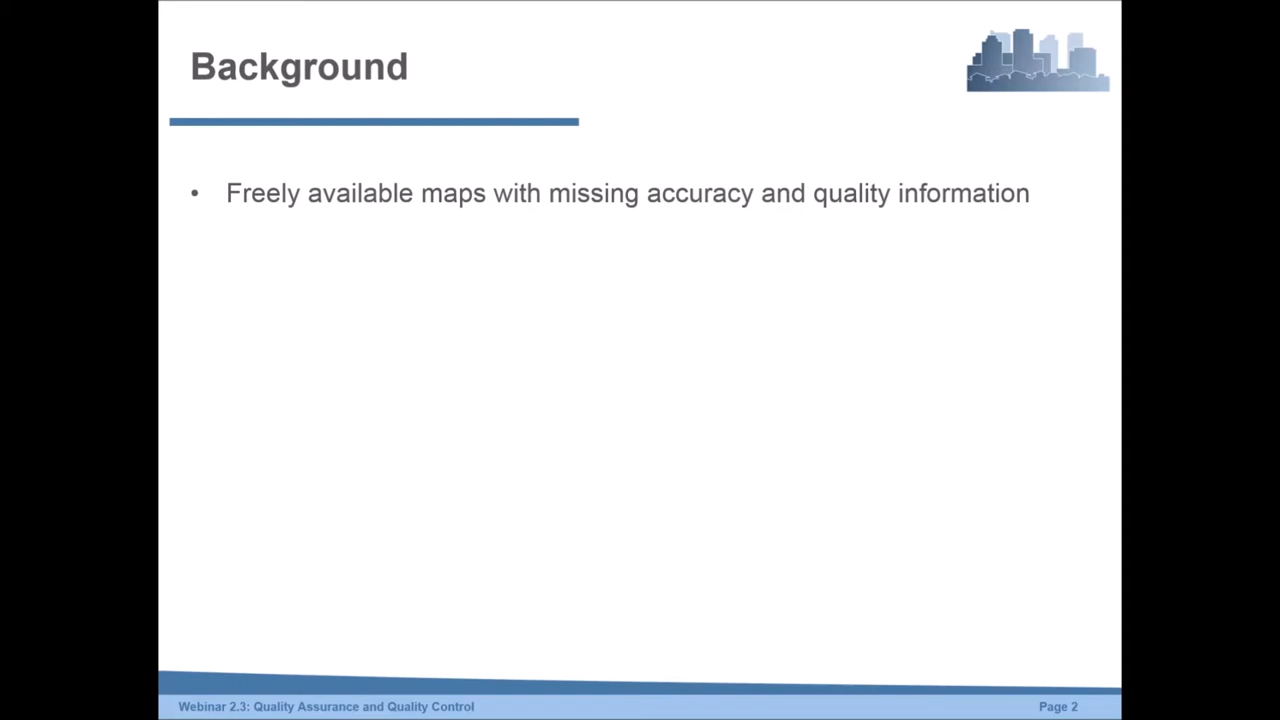 Background
• Freely available maps with missing accuracy and quality information
Webinar 2.3: Quality Assurance and Quality Control
Page 2